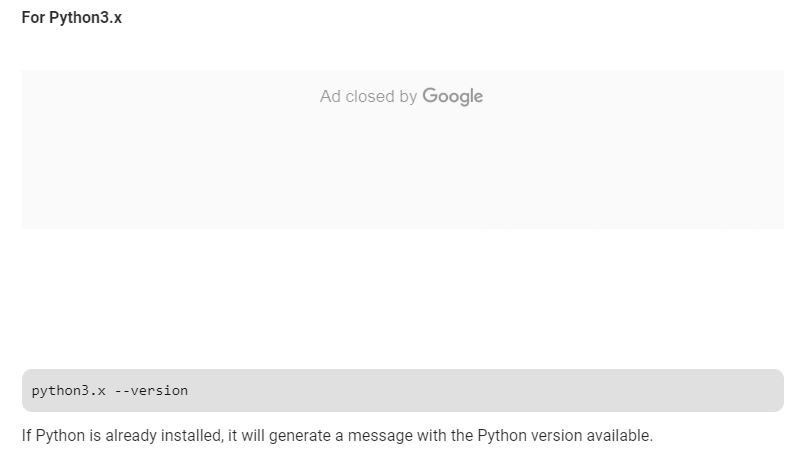 For Python3.x
Ad closed by Google
python3.x --version
If Python is already installed, it will generate a message with the Python version available.